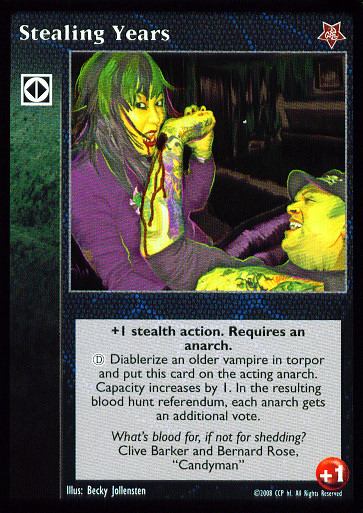 Stealing Years
+1 stealth action. Requires an
anarch.
Ⓓ Diablerize an older vampire in torpor
and put this card on the acting anarch.
Capacity increases by 1. In the resulting
blood hunt referendum, each anarch gets
an additional vote.
What's blood for, if not for shedding?
Clive Barker and Bernard Rose,
"Candyman"
+1
Illus: Becky Jollensten
©2008 CCP hf. All Rights Reserved